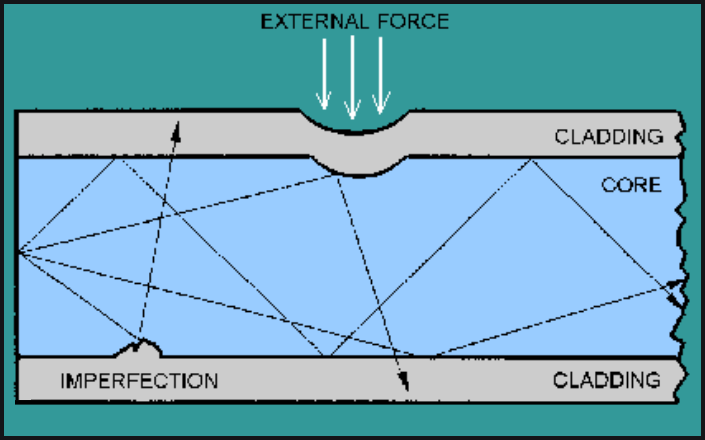 EXTERNAL FORCE
CLADDING
CORE
IMPERFECTION
CLADDING